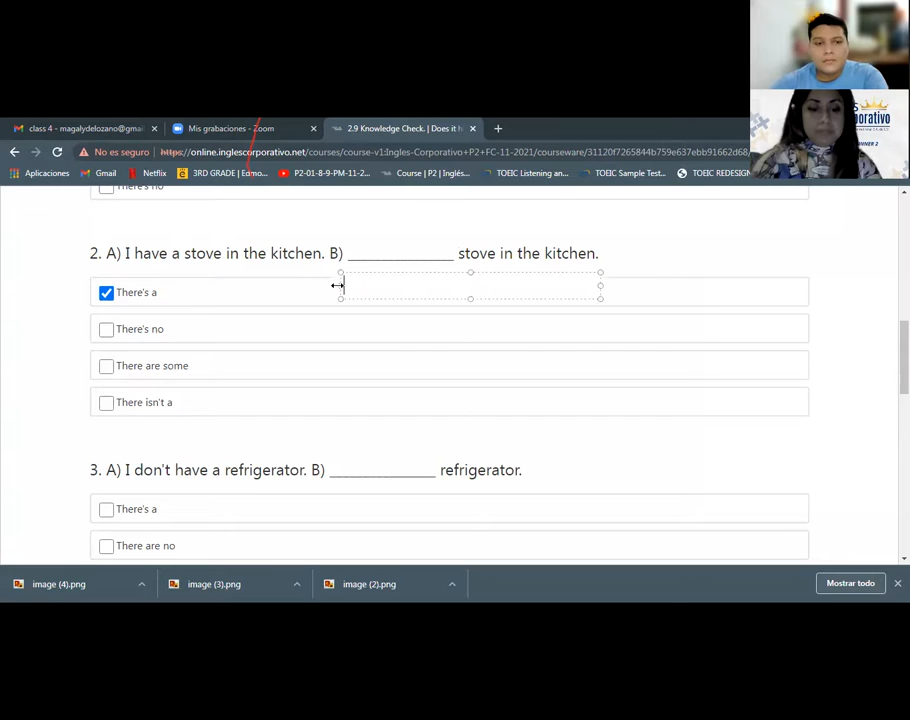 class 4 - magalydelozano@gmai
Mis grabaciones - Zoom
2.9 Knowledge Check. | Does it h
No es seguro
https://online.inglescorporativo.net/courses/course-v1:Ingles-Corporativo+P2+FC-11-2021/courseware/31120f7265844b759e637ebb91662d68
Aplicaciones
Gmail
Netflix
3RD GRADE | Edmo...
P2-01-8-9-PM-11-2...
Course | P2 | Inglés...
TOEIC Listening an...
TOEIC Sample Test...
TOEIC REDESIGN
There's no
2. A) I have a stove in the kitchen. B) _______________ stove in the kitchen.
There's a
There's no
There are some
There isn't a
3. A) I don't have a refrigerator. B) _______________ refrigerator.
There's a
There are no
image (4).png
image (3).png
image (2).png
Mostrar todo